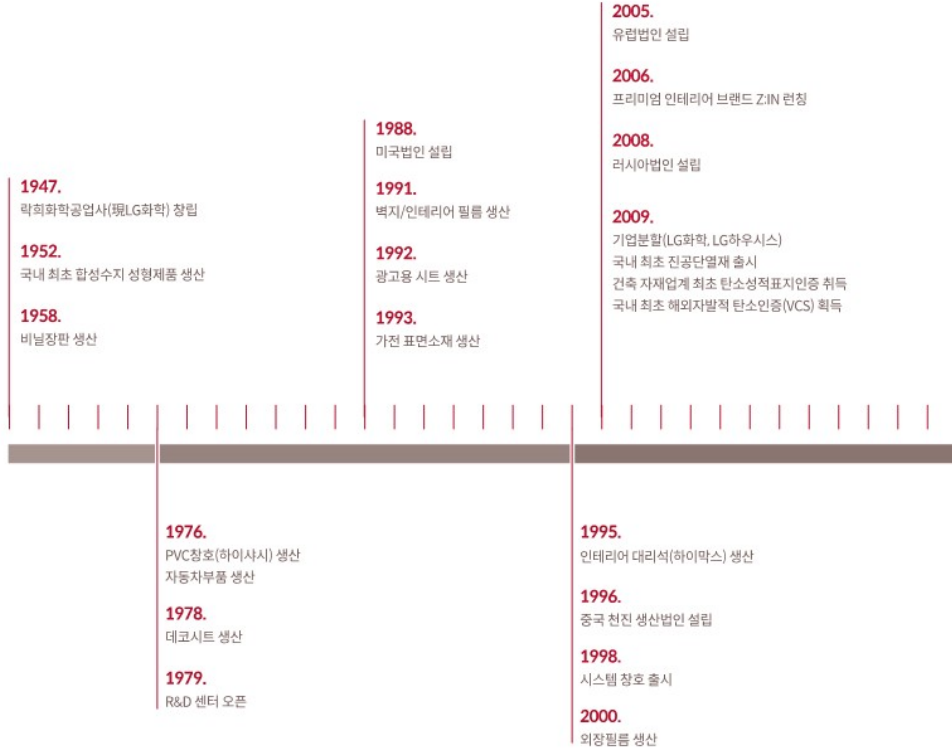 1947.
락희화학공업사(現LG화학) 창립
1952.
국내 최초 합성수지 성형제품 생산
1958.
비닐장판 생산
1976.
PVC창호(하이샤시) 생산
자동차부품 생산
1978.
데코시트 생산
1979.
R&D 센터 오픈
1988.
미국법인 설립
1991.
벽지/인테리어 필름 생산
1992.
광고용 시트 생산
1993.
가전 표면소재 생산
1995.
인테리어 대리석(하이막스) 생산
1996.
중국 천진 생산법인 설립
1998.
시스템 창호 출시
2000.
외장필름 생산
2005.
유럽법인 설립
2006.
프리미엄 인테리어 브랜드 Z:IN 런칭
2008.
러시아법인 설립
2009.
기업분할(LG화학, LG하우시스)
국내 최초 진공단열재 출시
건축 자재업계 최초 탄소성적표지인증 취득
국내 최초 해외자발적 탄소인증(VCS) 획득